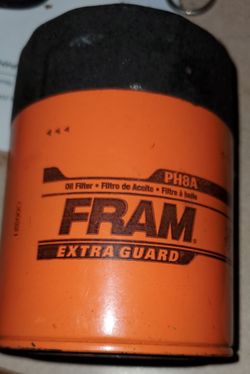 PH8A
Oil Filter • Filtro de Aceite • Filtre à huile
FRAM®
EXTRA GUARD®